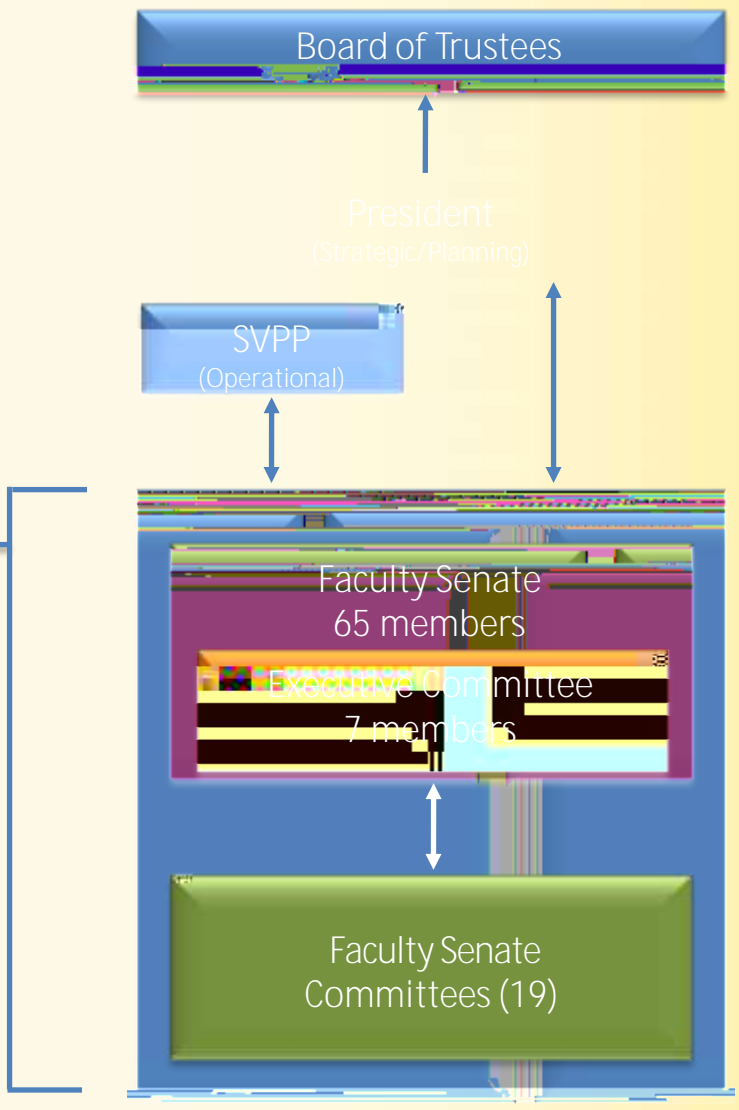 Board of Trustees
President
(Strategic/Planning)
SVPP
(Operational)
Faculty Senate
65 members
Executive Committee
7 members
Faculty Senate
Committees (19)